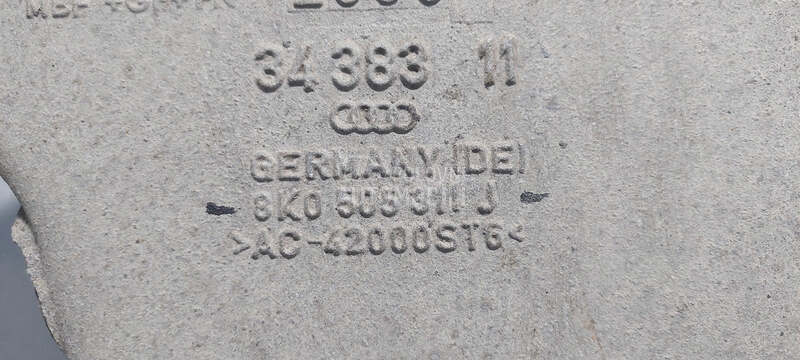 34 383 11
GERMANY (DE)
8K0 505 311 J
>AC-42000ST6<